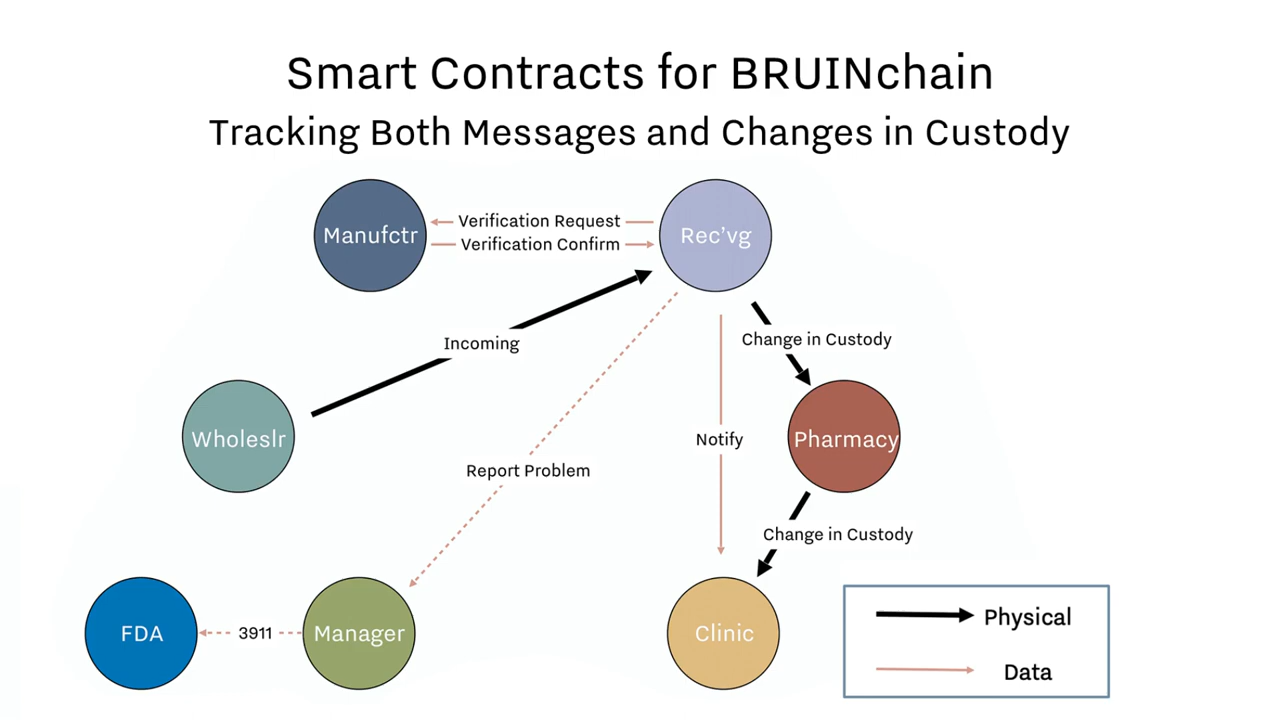 Smart Contracts for BRUINchain
Tracking Both Messages and Changes in Custody
Manufctr
Verification Request
Verification Confirm
Rec'vg
Incoming
Change in Custody
Wholeslr
Notify
Pharmacy
Report Problem
Change in Custody
FDA
3911
Manager
Clinic
Physical
Data